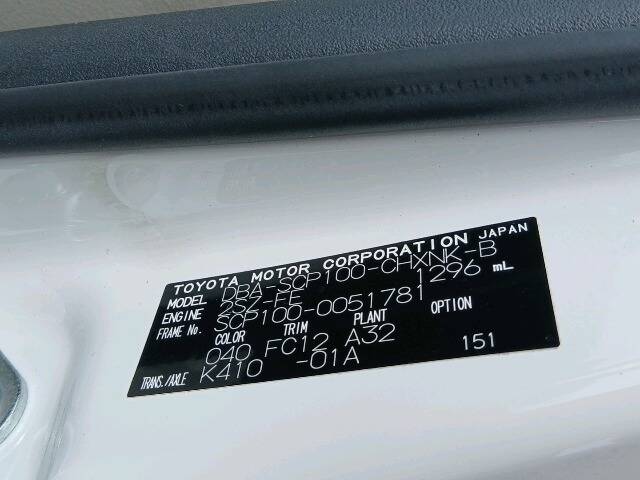 TOYOTA MOTOR CORPORATION JAPAN
MODEL DBA-SCP100-CHXNK-B
ENGINE 2SZ-FE 1296 mL
FRAME No. SCP100-0051781
COLOR TRIM PLANT OPTION
040 FC12 A32
TRANS./AXLE K410 -01A 151